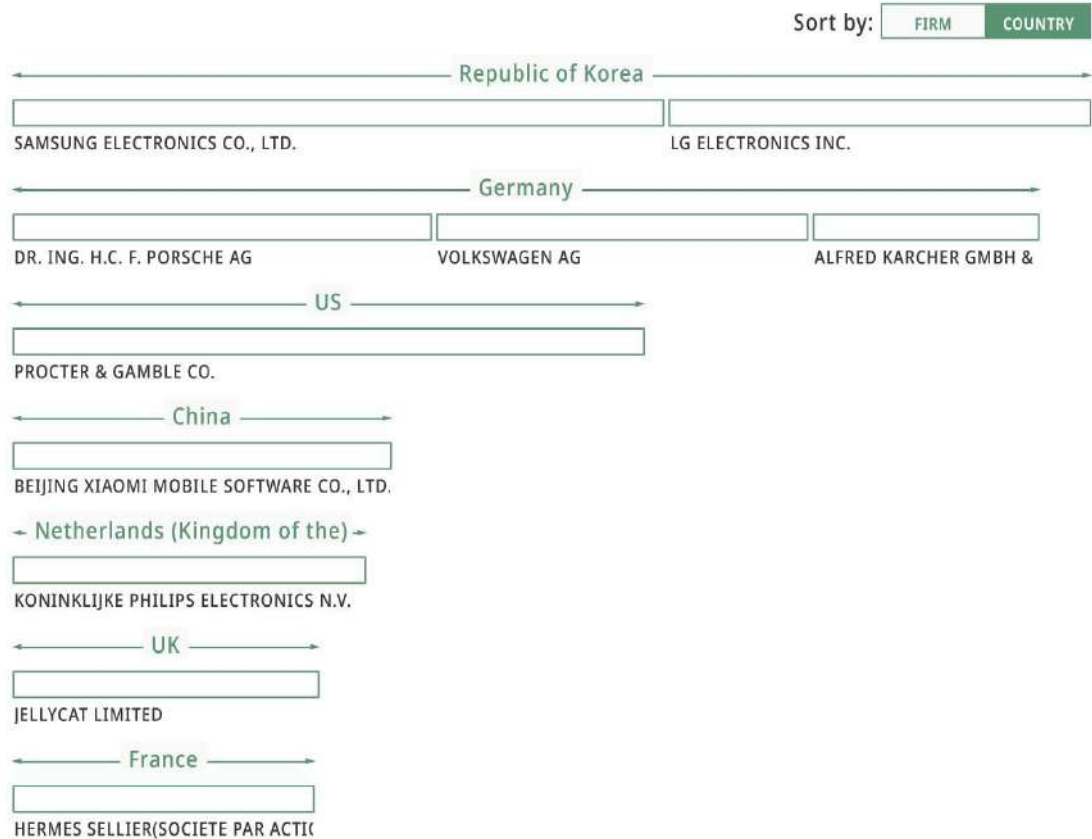 Sort by: FIRM COUNTRY
Republic of Korea
SAMSUNG ELECTRONICS CO., LTD. LG ELECTRONICS INC.
Germany
DR. ING. H.C. F. PORSCHE AG VOLKSWAGEN AG ALFRED KARCHER GMBH &
US
PROCTER & GAMBLE CO.
China
BEIJING XIAOMI MOBILE SOFTWARE CO., LTD.
Netherlands (Kingdom of the)
KONINKLIJKE PHILIPS ELECTRONICS N.V.
UK
JELLYCAT LIMITED
France
HERMES SELLIER(SOCIETE PAR ACTI